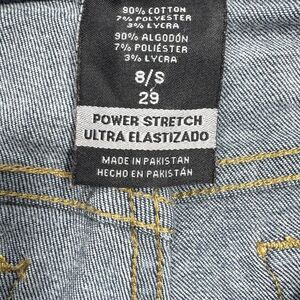 90% COTTON
7% POLYESTER
3% LYCRA
90% ALGODÓN
7% POLIÉSTER
3% LYCRA
8/S
29
POWER STRETCH
ULTRA ELASTIZADO
MADE IN PAKISTAN
HECHO EN PAKISTÁN